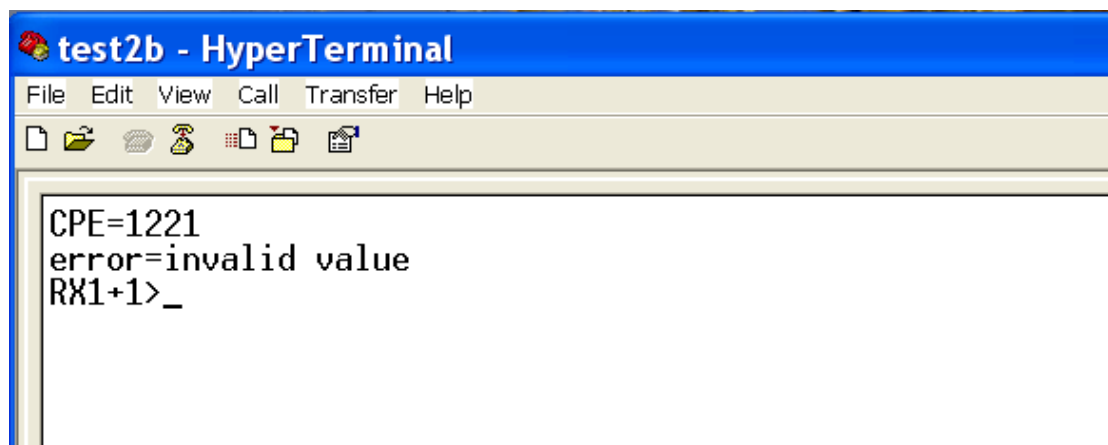 test2b - HyperTerminal
File Edit View Call Transfer Help
CPE=1221
error=invalid value
RX1+1>_